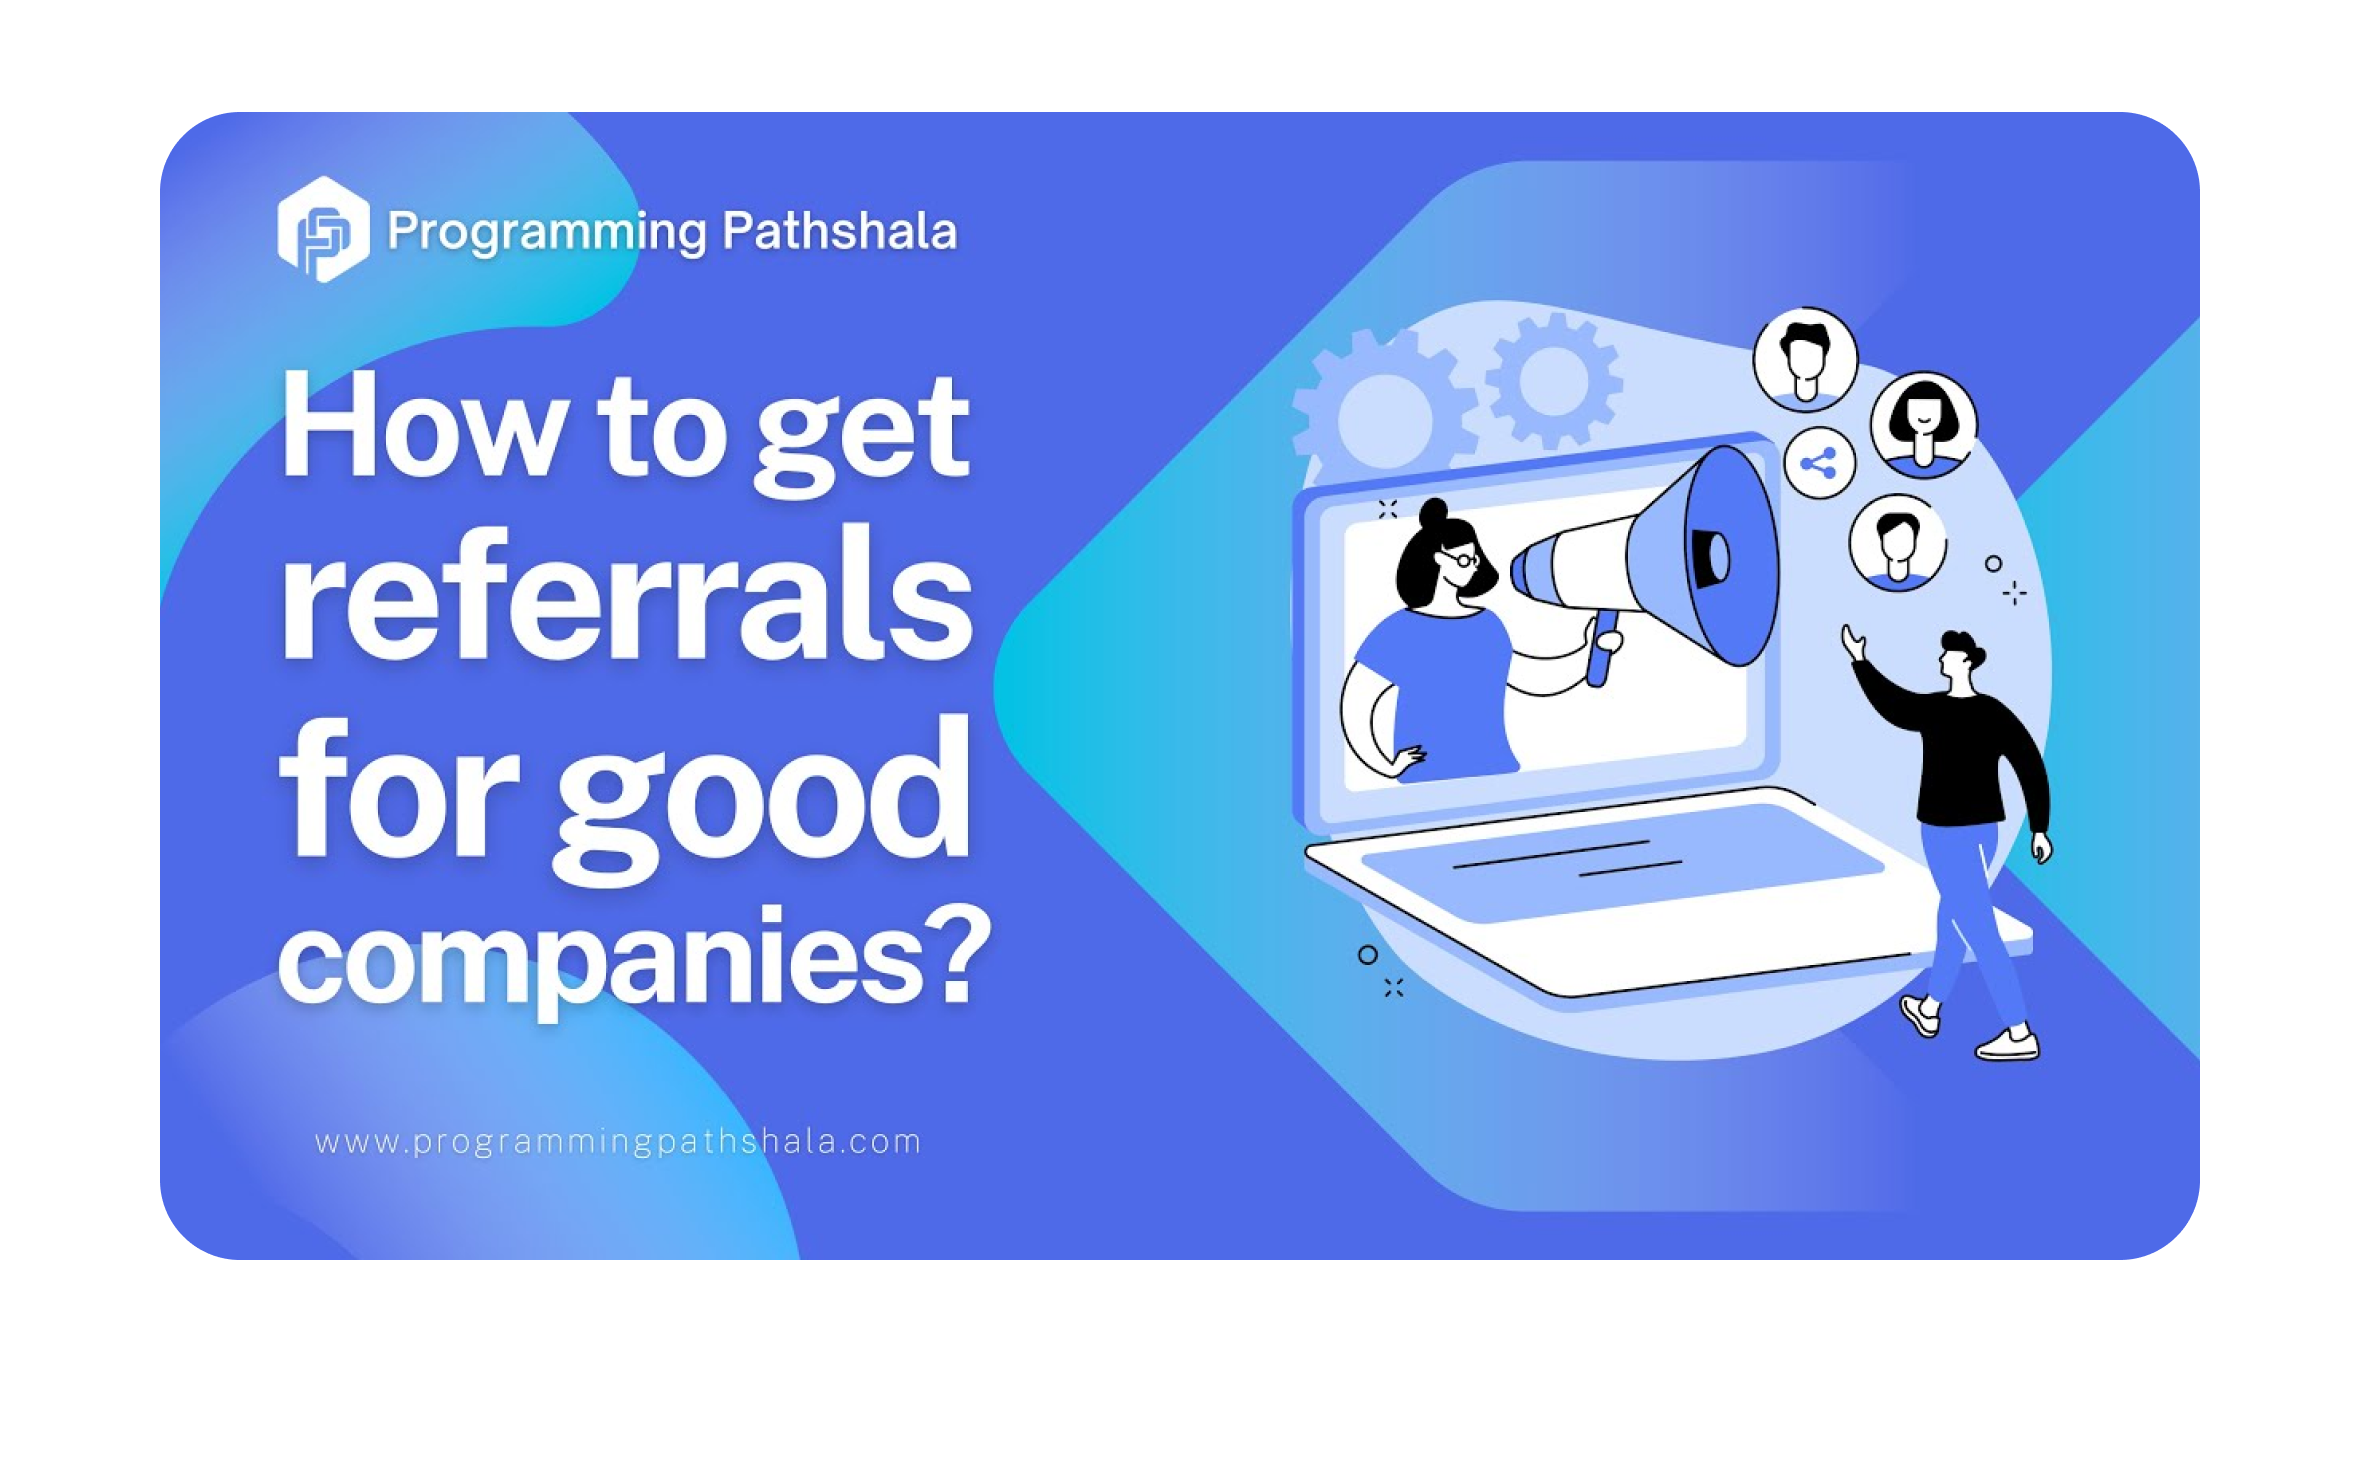 Programming Pathshala
How to get
referrals
for good
companies?
www.programmingpathshala.com